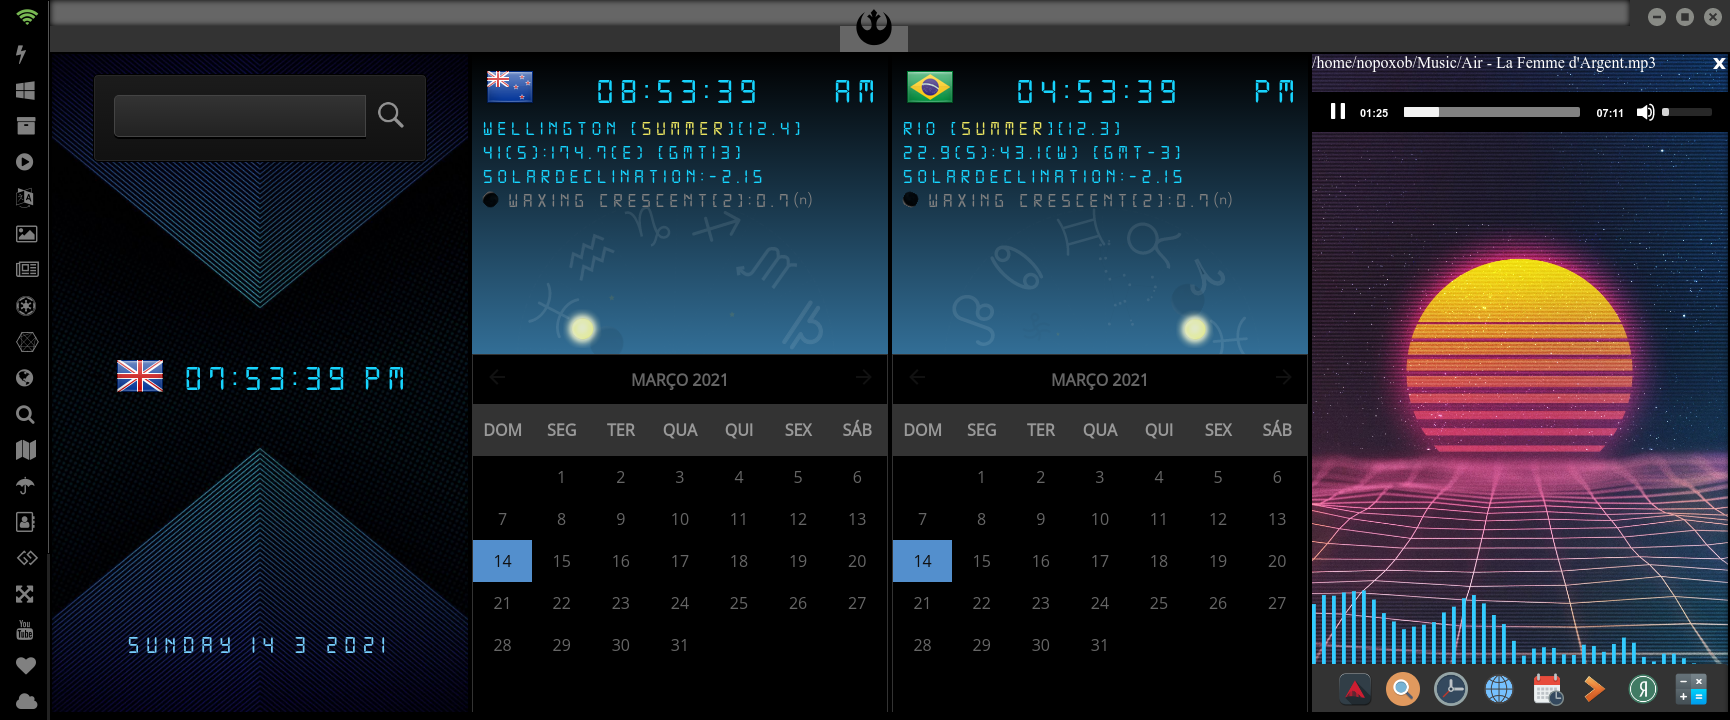 07:53:39 PM
SUNDAY 14 3 2021
08:53:39 AM
WELLINGTON (SUMMER)(12.4)
41(S):174.7(E) (GMT13)
SOLARDECLINATION:-2.15
WAXING CRESCENT(2):0.7(n)
MARÇO 2021
DOM SEG TER QUA QUI SEX SÁB
1 2 3 4 5 6
7 8 9 10 11 12 13
14 15 16 17 18 19 20
21 22 23 24 25 26 27
28 29 30 31
04:53:39 PM
RIO (SUMMER)(12.3)
22.9(S):43.1(W) (GMT-3)
SOLARDECLINATION:-2.15
WAXING CRESCENT(2):0.7(n)
MARÇO 2021
DOM SEG TER QUA QUI SEX SÁB
1 2 3 4 5 6
7 8 9 10 11 12 13
14 15 16 17 18 19 20
21 22 23 24 25 26 27
28 29 30 31
/home/nopoxob/Music/Air - La Femme d'Argent.mp3 x
01:25 07:11
You
Tube
Я